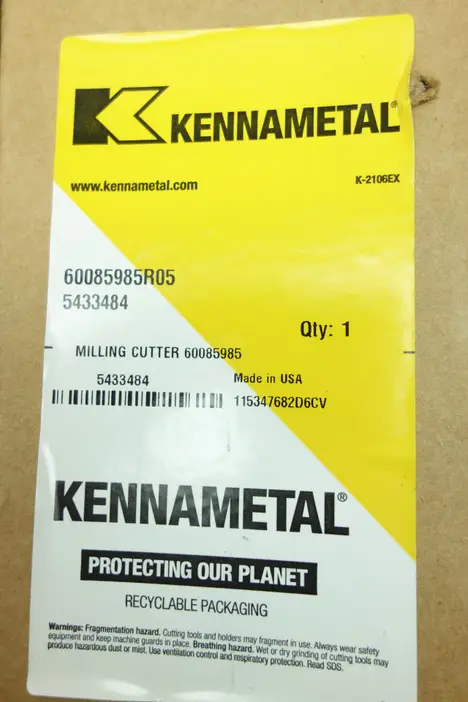 KENNAMETAL®
www.kennametal.com
K-2106EX
60085985R05
5433484
Qty: 1
MILLING CUTTER 60085985
5433484
Made in USA
115347682D6CV
KENNAMETAL®
PROTECTING OUR PLANET
RECYCLABLE PACKAGING
Warnings: Fragmentation hazard. Cutting tools and holders may fragment in use. Always wear safety
equipment and keep machine guards in place. Breathing hazard. Wet or dry grinding of cutting tools may
produce hazardous dust or mist. Use ventilation control and respiratory protection. Read SDS.